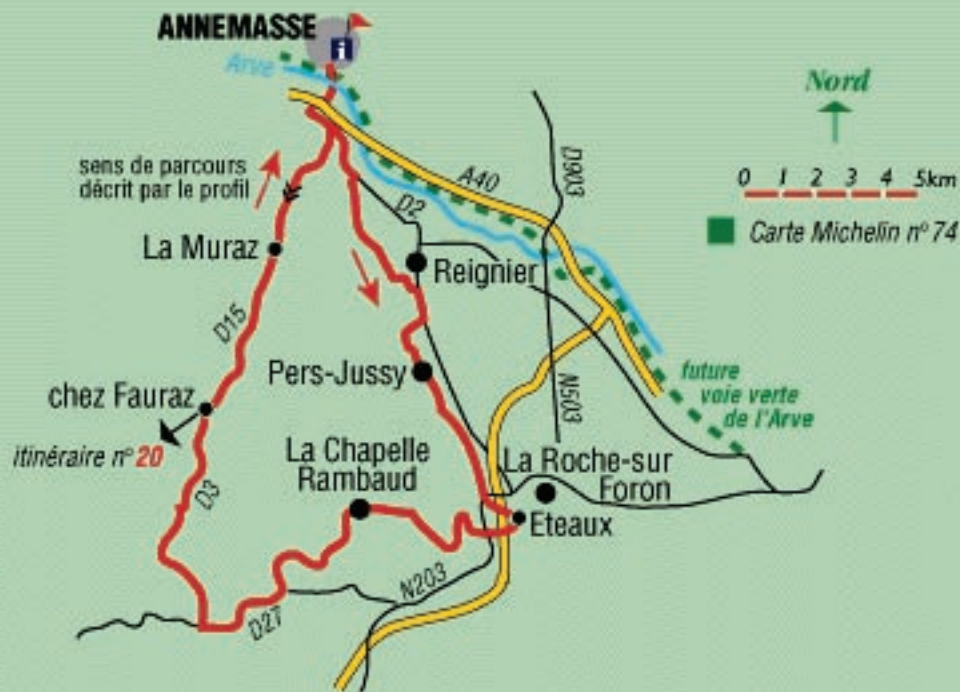 ANNEMASSE
i
Arve
Nord
sens de parcours
décrit par le profil
A40
D903
0 1 2 3 4 5km
D2
Carte Michelin n° 74
La Muraz
Reignier
D15
Pers-Jussy
future
voie verte
de l'Arve
chez Fauraz
N503
itinéraire n° 20
La Chapelle
Rambaud
La Roche-sur
Foron
D3
Eteaux
N203
D27